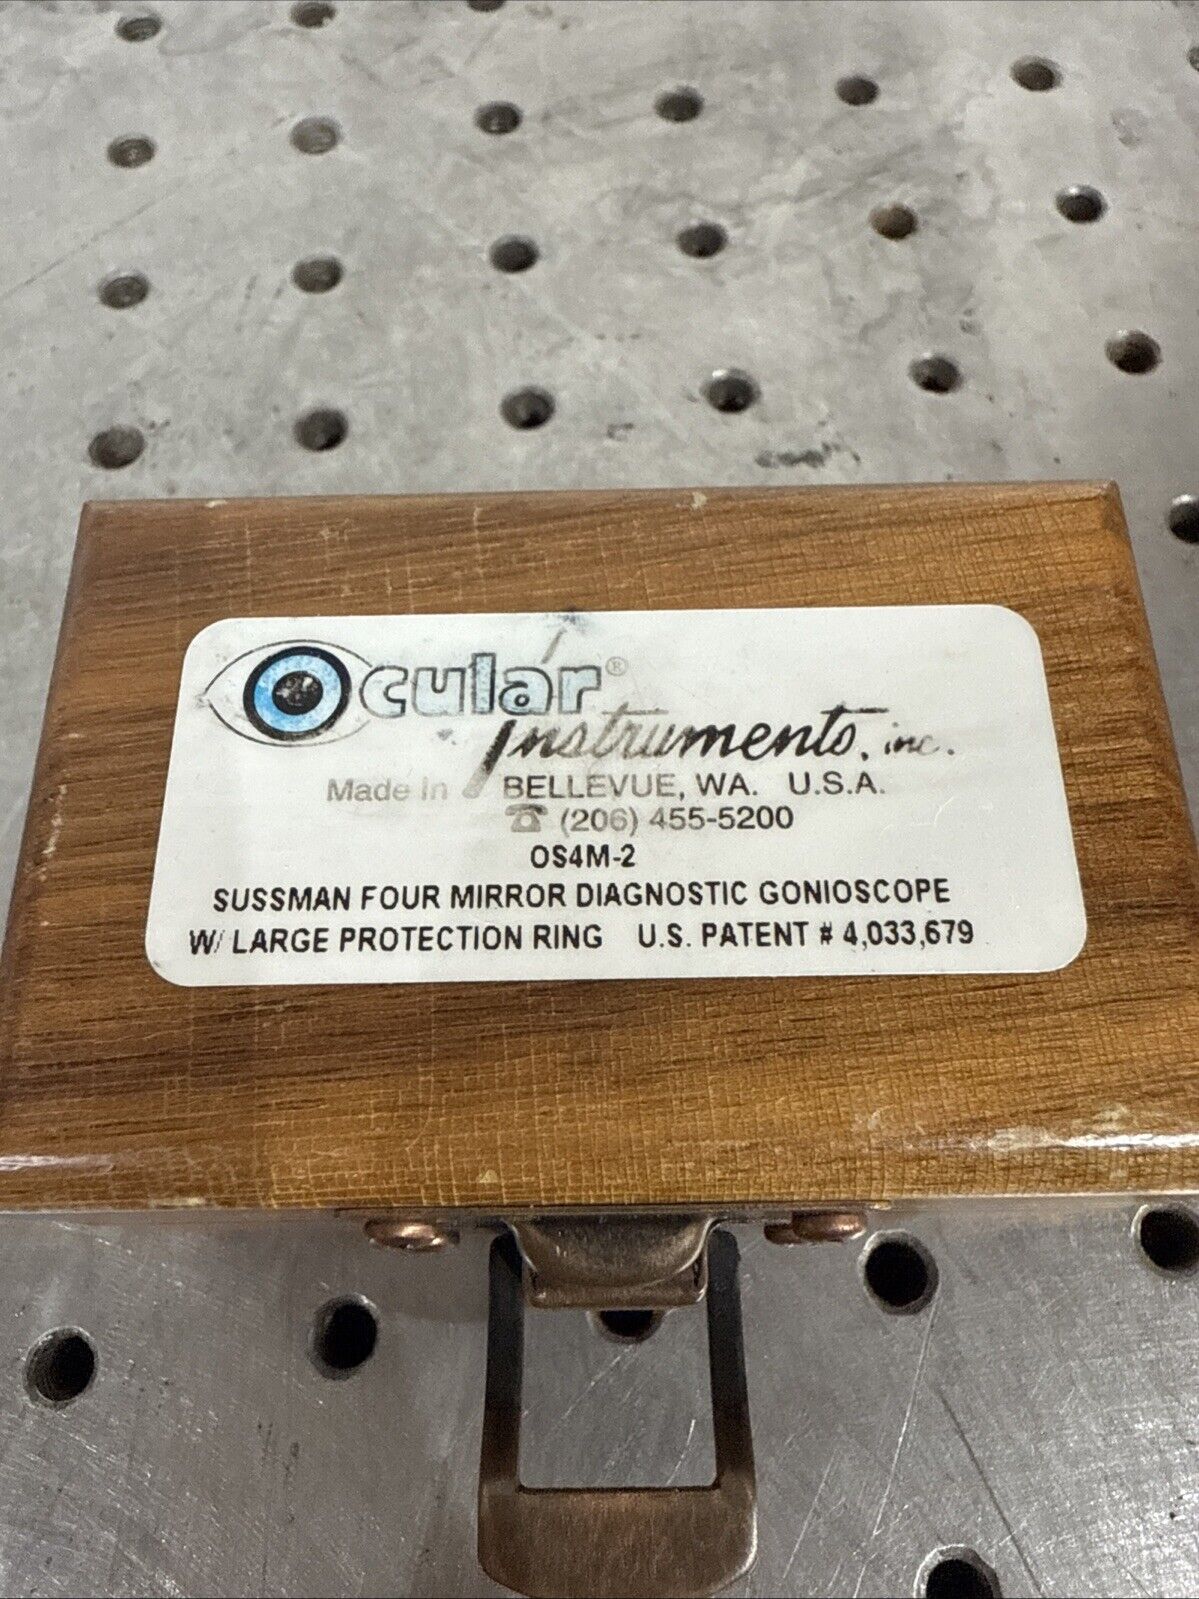 Ocular®
Instruments, inc.
Made in BELLEVUE, WA. U.S.A.
☎ (206) 455-5200
OS4M-2
SUSSMAN FOUR MIRROR DIAGNOSTIC GONIOSCOPE
W/ LARGE PROTECTION RING U.S. PATENT # 4,033,679